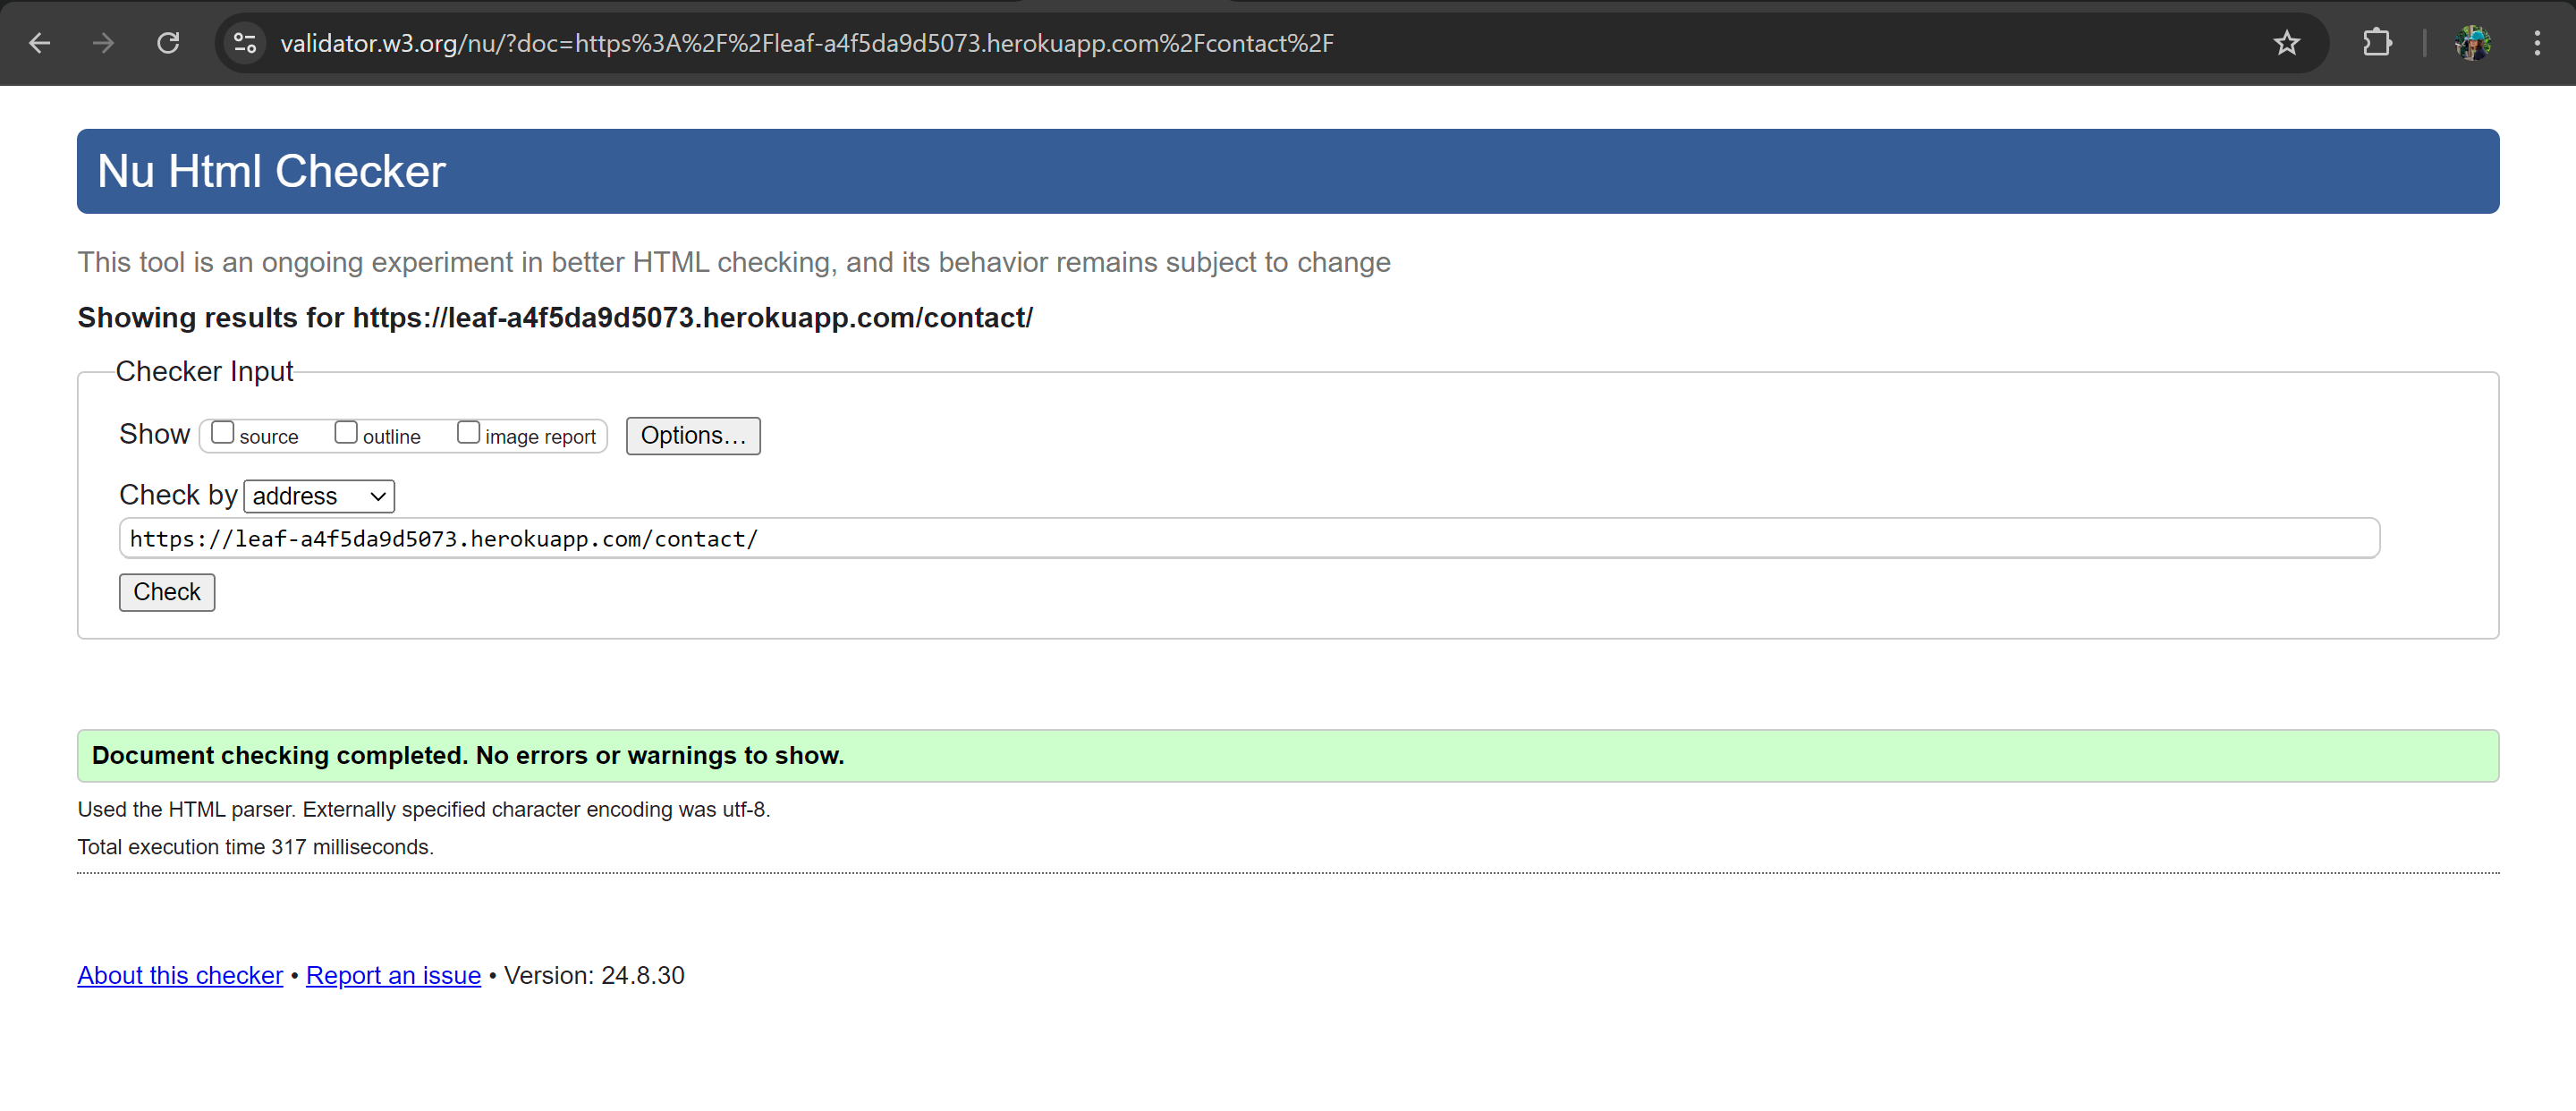 validator.w3.org/nu/?doc=https%3A%2F%2Fleaf-a4f5da9d5073.herokuapp.com%2Fcontact%2F
Nu Html Checker
This tool is an ongoing experiment in better HTML checking, and its behavior remains subject to change
Showing results for https://leaf-a4f5da9d5073.herokuapp.com/contact/
Checker Input
Show source outline image report Options...
Check by address
https://leaf-a4f5da9d5073.herokuapp.com/contact/
Check
Document checking completed. No errors or warnings to show.
Used the HTML parser. Externally specified character encoding was utf-8.
Total execution time 317 milliseconds.
About this checker • Report an issue • Version: 24.8.30